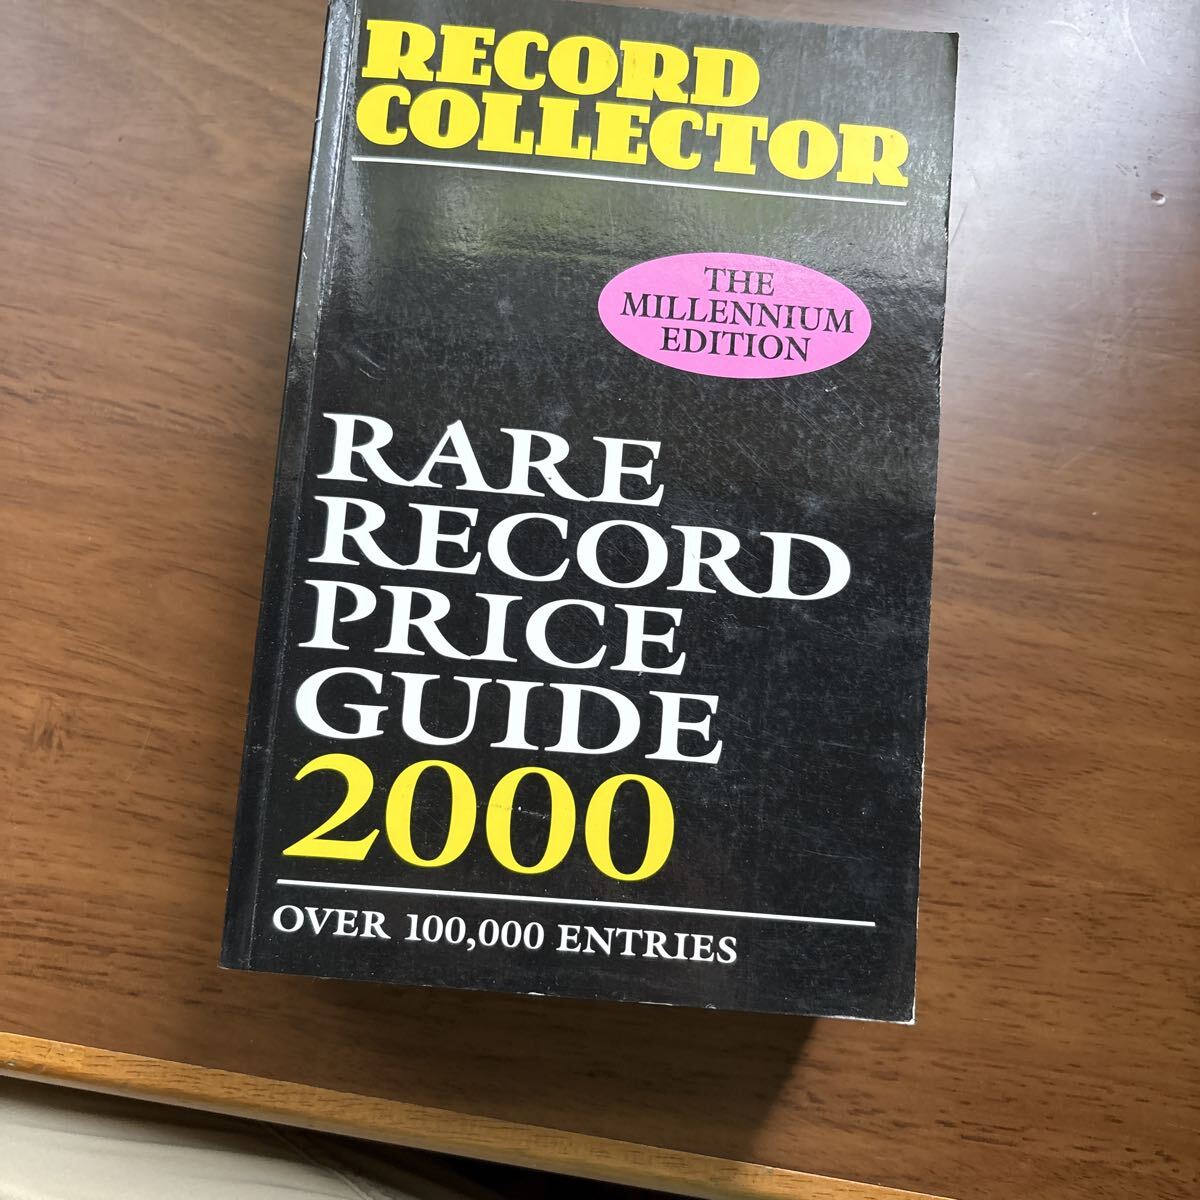 RECORD
COLLECTOR
THE
MILLENNIUM
EDITION
RARE
RECORD
PRICE
GUIDE
2000
OVER 100,000 ENTRIES